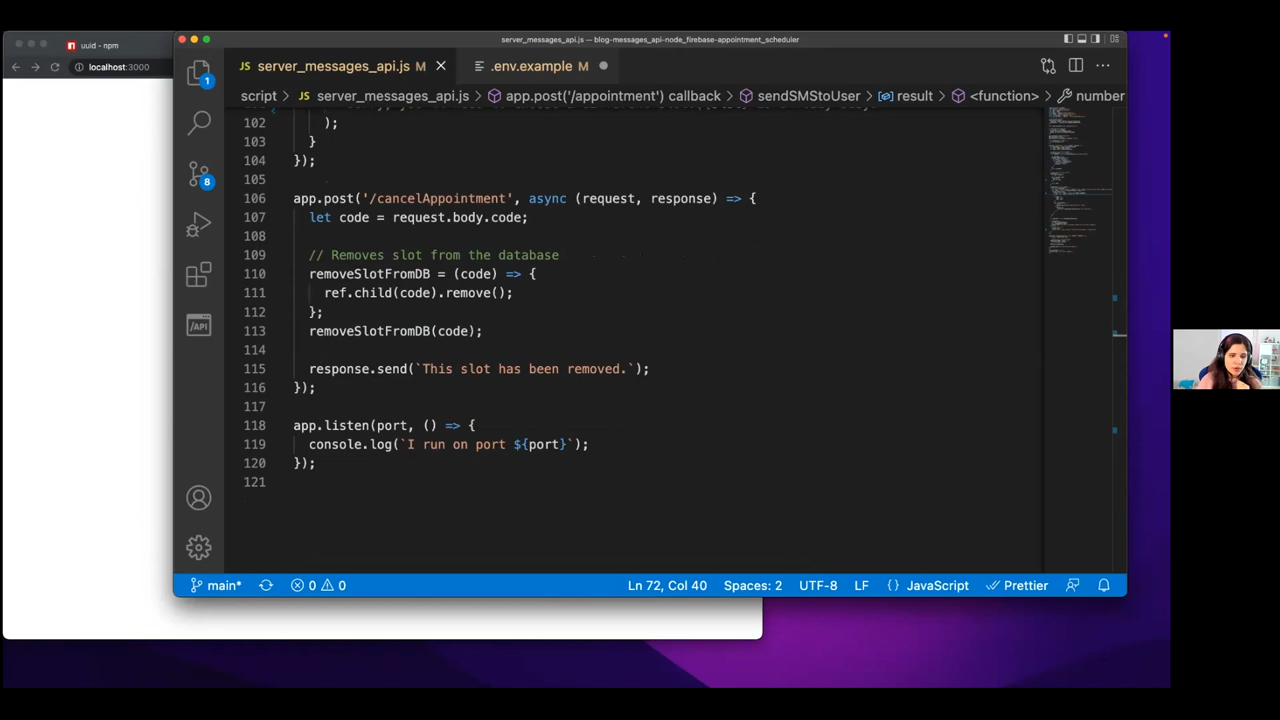 server_messages_api.js — blog-messages_api-node_firebase-appointment_scheduler
uuid - npm
localhost:3000
JS server_messages_api.js M
.env.example M
script > JS server_messages_api.js > app.post('/appointment') callback > sendSMStoUser > result > <function> > number
1
8
/API
102 );
103 }
104 });
105
106 app.post('/cancelAppointment', async (request, response) => {
107 let code = request.body.code;
108
109 // Removes slot from the database
110 removeSlotFromDB = (code) => {
111 ref.child(code).remove();
112 };
113 removeSlotFromDB(code);
114
115 response.send(`This slot has been removed.`);
116 });
117
118 app.listen(port, () => {
119 console.log(`I run on port ${port}`);
120 });
121
main* 0 0 Ln 72, Col 40 Spaces: 2 UTF-8 LF {} JavaScript Prettier